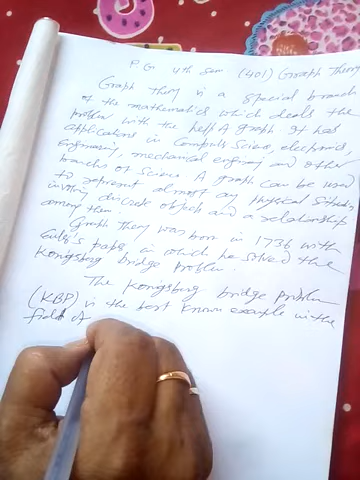 P.G 4th Sem. (401) Graph Theory
Graph Theory is a special branch
of the mathematics which deals the
problem with the help A graph. It has
applications in Computer Science, electronics,
Engineering, mechanical engineering and other
branches of Science. A graph can be used
to represent almost any physical situation
involving discrete objects and a relationship
among them.
Graph Theory was born in 1736 with
Euler's paper in which he solved the
Kongsberg bridge problem.
The Kongsberg bridge problem
(KBP) is the best known example in the
field of